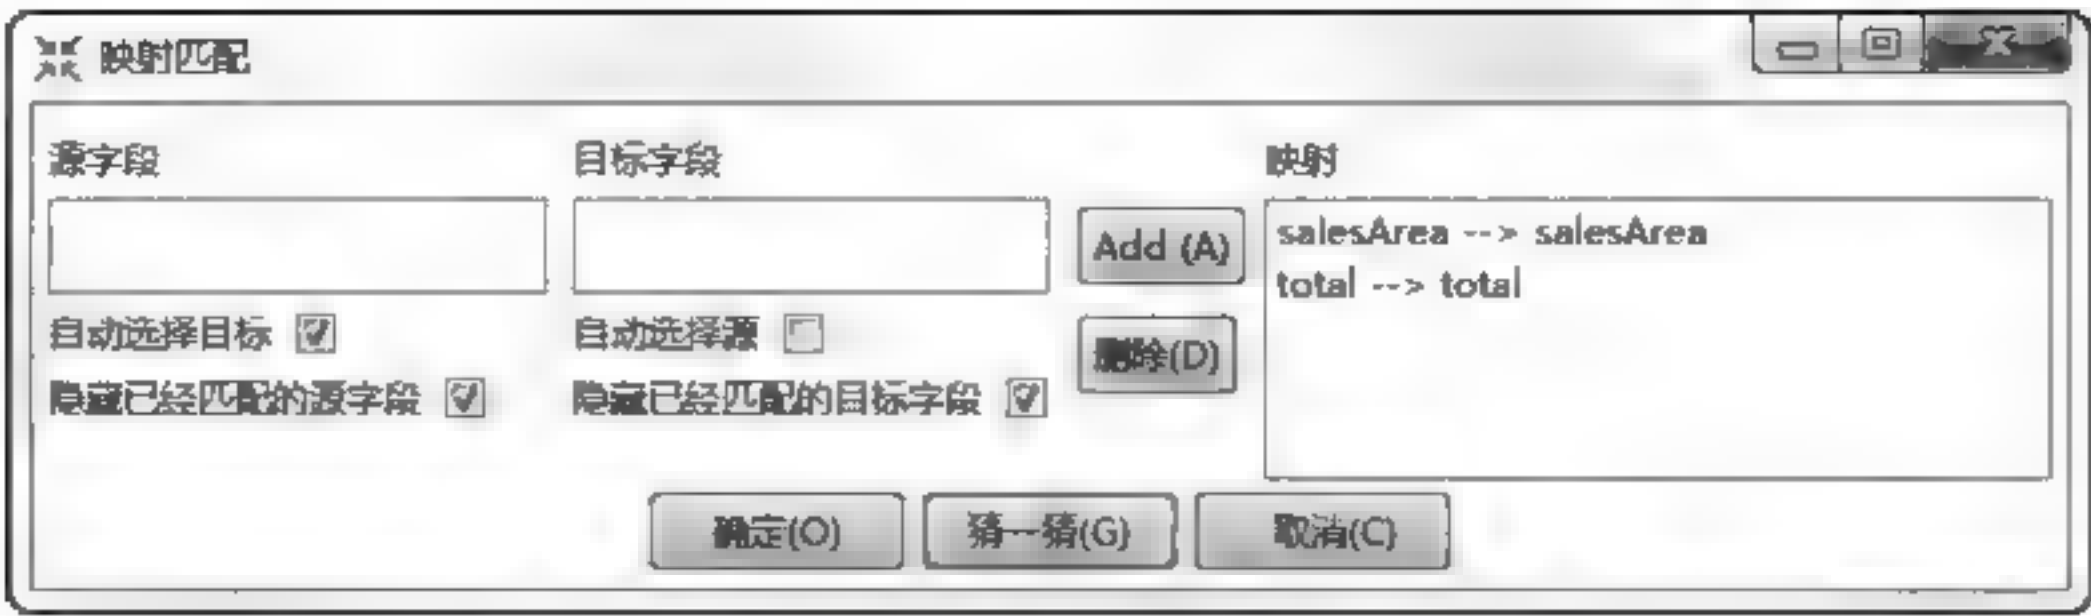 映射匹配
源字段
目标字段
映射
Add (A)
salesArea --> salesArea
total --> total
自动选择目标
自动选择源
删除(D)
隐藏已经匹配的源字段
隐藏已经匹配的目标字段
确定(O)
猜一猜(G)
取消(C)